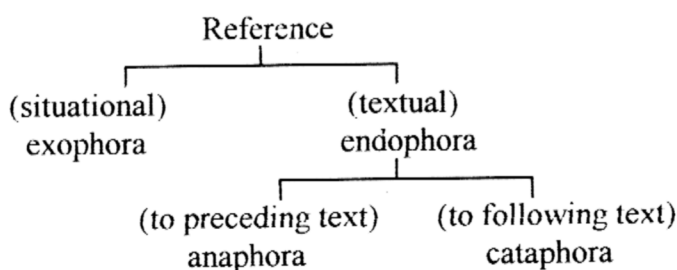 Reference
(situational) (textual)
exophora endophora
(to preceding text) (to following text)
anaphora cataphora